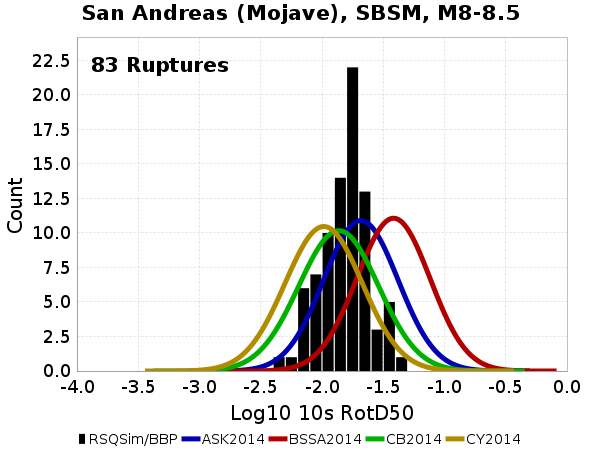 San Andreas (Mojave), SBSM, M8-8.5
83 Ruptures
Count
22.5
20.0
17.5
15.0
12.5
10.0
7.5
5.0
2.5
0.0
-4.0 -3.5 -3.0 -2.5 -2.0 -1.5 -1.0 -0.5 0.0
Log10 10s RotD50
RSQSim/BBP ASK2014 BSSA2014 CB2014 CY2014